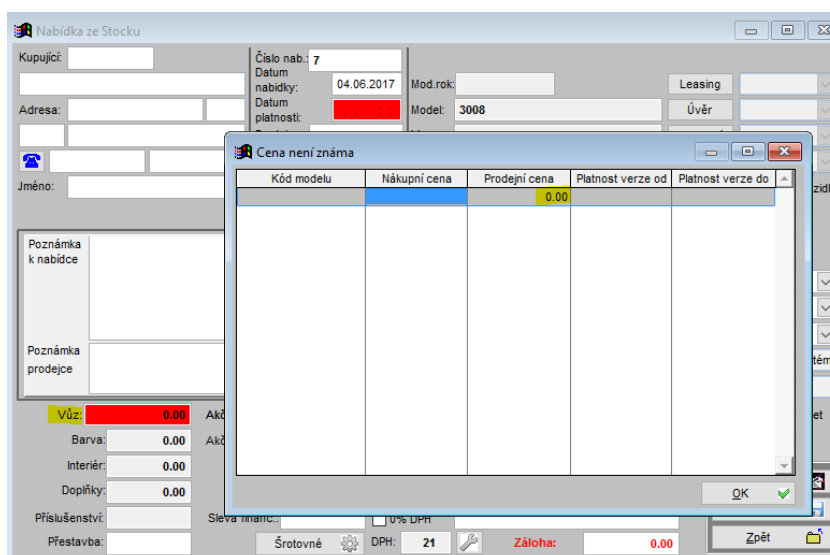 Nabídka ze Stocku
Kupující:
Číslo nab.: 7
Datum nabídky: 04.06.2017
Mod.rok:
Leasing
Adresa:
Datum platnosti:
Model: 3008
Úvěr
Jméno:
Cena není známa
Kód modelu Nákupní cena Prodejní cena Platnost verze od Platnost verze do
0.00
OK
Poznámka
k nabídce
Poznámka
prodejce
Vůz: 0.00
Barva: 0.00
Interiér: 0.00
Doplňky: 0.00
Příslušenství:
0% DPH
Přestavba:
Šrotovné
DPH: 21
Záloha: 0.00
Zpět